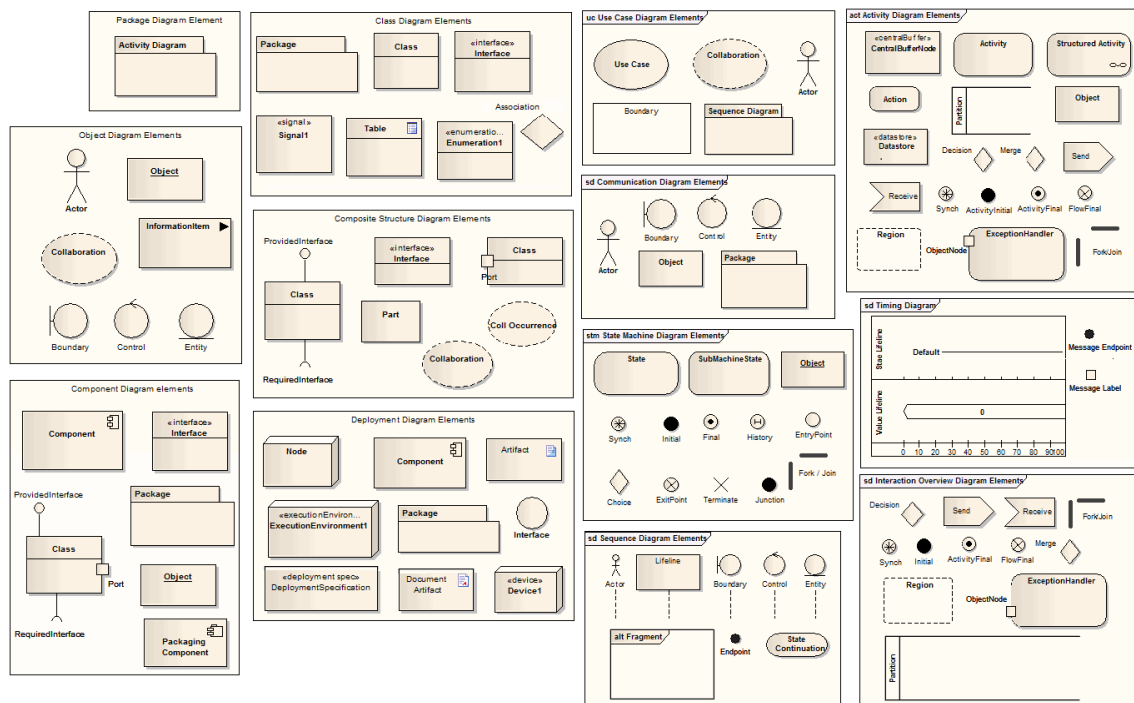 Package Diagram Element
Activity Diagram
Object Diagram Elements
Actor
Object
InformationItem
Collaboration
Boundary
Control
Entity
Component Diagram elements
Component
«interface»
Interface
ProvidedInterface
Package
Class
Port
Object
RequiredInterface
Packaging
Component
Class Diagram Elements
Package
Class
«interface»
Interface
Association
«signal»
Signal1
Table
«enumeratio...
Enumeration1
Composite Structure Diagram Elements
ProvidedInterface
«interface»
Interface
Class
Port
Class
Part
Coll Occurrence
Collaboration
RequiredInterface
Deployment Diagram Elements
Node
Component
Artifact
«executionEnviron...
ExecutionEnvironment1
Package
Interface
«deployment spec»
DeploymentSpecification
Document
Artifact
«device»
Device1
uc Use Case Diagram Elements
Use Case
Collaboration
Actor
Boundary
Sequence Diagram
sd Communication Diagram Elements
Actor
Boundary
Control
Entity
Object
Package
stm State Machine Diagram Elements
State
SubMachineState
Object
Synch
Initial
Final
History
EntryPoint
Choice
ExitPoint
Terminate
Junction
Fork / Join
sd Sequence Diagram Elements
Actor
Lifeline
Boundary
Control
Entity
alt Fragment
Endpoint
State
Continuation
act Activity Diagram Elements
«centralBuffer»
CentralBufferNode
Activity
Structured Activity
Action
Partition
Object
«datastore»
Datastore
Decision
Merge
Send
Receive
Synch
ActivityInitial
ActivityFinal
FlowFinal
Region
ObjectNode
ExceptionHandler
Fork/Join
sd Timing Diagram
Stae Lifeline
Default
Message Endpoint
Message Label
Value Lifeline
0
0 10 20 30 40 50 60 70 80 90 100
sd Interaction Overview Diagram Elements
Decision
Send
Receive
Fork/Join
Synch
Initial
ActivityFinal
FlowFinal
Merge
Region
ObjectNode
ExceptionHandler
Partition